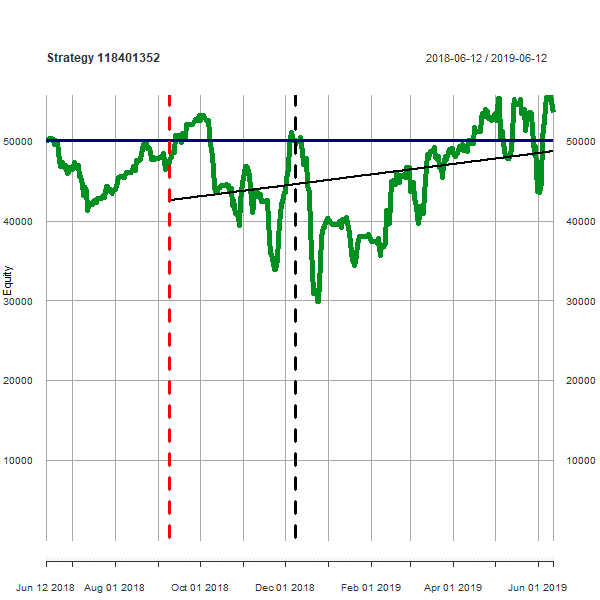 Strategy 118401352
2018-06-12 / 2019-06-12
50000
50000
40000
40000
Equity
30000
30000
20000
20000
10000
10000
Jun 12 2018
Aug 01 2018
Oct 01 2018
Dec 01 2018
Feb 01 2019
Apr 01 2019
Jun 01 2019